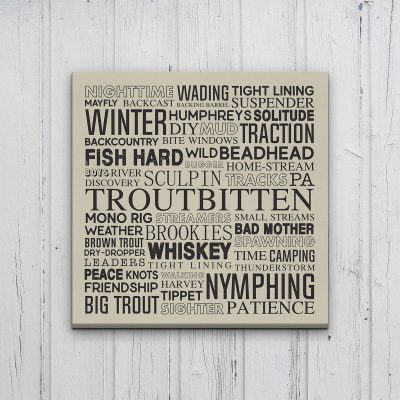 NIGHTTIME WADING TIGHT LINING
MAYFLY BACKCAST BACKING BARREL SUSPENDER
WINTER HUMPHREYS SOLITUDE
DIY MUD TRACTION
BACKCOUNTRY BITE WINDOWS
FISH HARD WILD BEADHEAD
BUGGER HOME-STREAM
BOYS RIVER SCULPIN TRACKS PA
DISCOVERY
TROUTBITTEN
MONO RIG STREAMERS SMALL STREAMS
WEATHER BROOKIES BAD MOTHER
BROWN TROUT WHISKEY SPAWNING
DRY-DROPPER TIME CAMPING
LEADERS TIGHT LINING THUNDERSTORM
PEACE KNOTS WALKING NYMPHING
FRIENDSHIP HARVEY
BIG TROUT TIPPET
SIGHTER PATIENCE